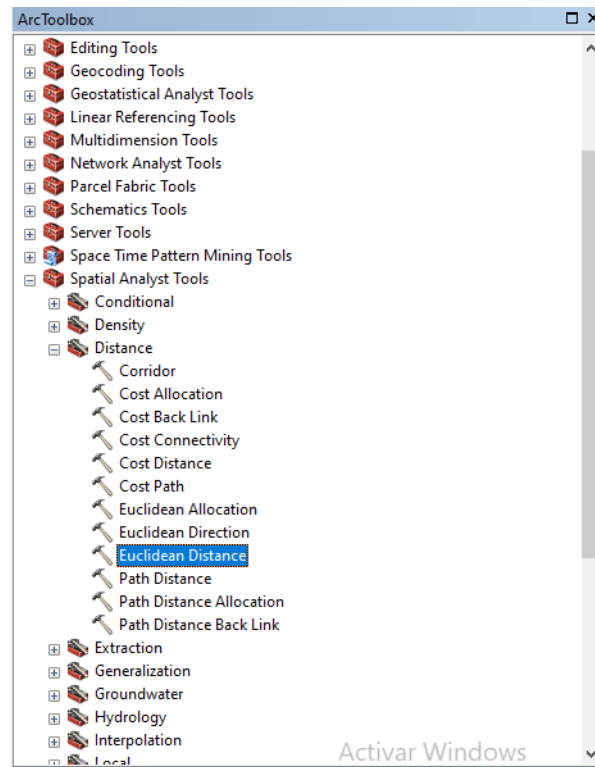 ArcToolbox
Editing Tools
Geocoding Tools
Geostatistical Analyst Tools
Linear Referencing Tools
Multidimension Tools
Network Analyst Tools
Parcel Fabric Tools
Schematics Tools
Server Tools
Space Time Pattern Mining Tools
Spatial Analyst Tools
Conditional
Density
Distance
Corridor
Cost Allocation
Cost Back Link
Cost Connectivity
Cost Distance
Cost Path
Euclidean Allocation
Euclidean Direction
Euclidean Distance
Path Distance
Path Distance Allocation
Path Distance Back Link
Extraction
Generalization
Groundwater
Hydrology
Interpolation
Local
Activar Windows